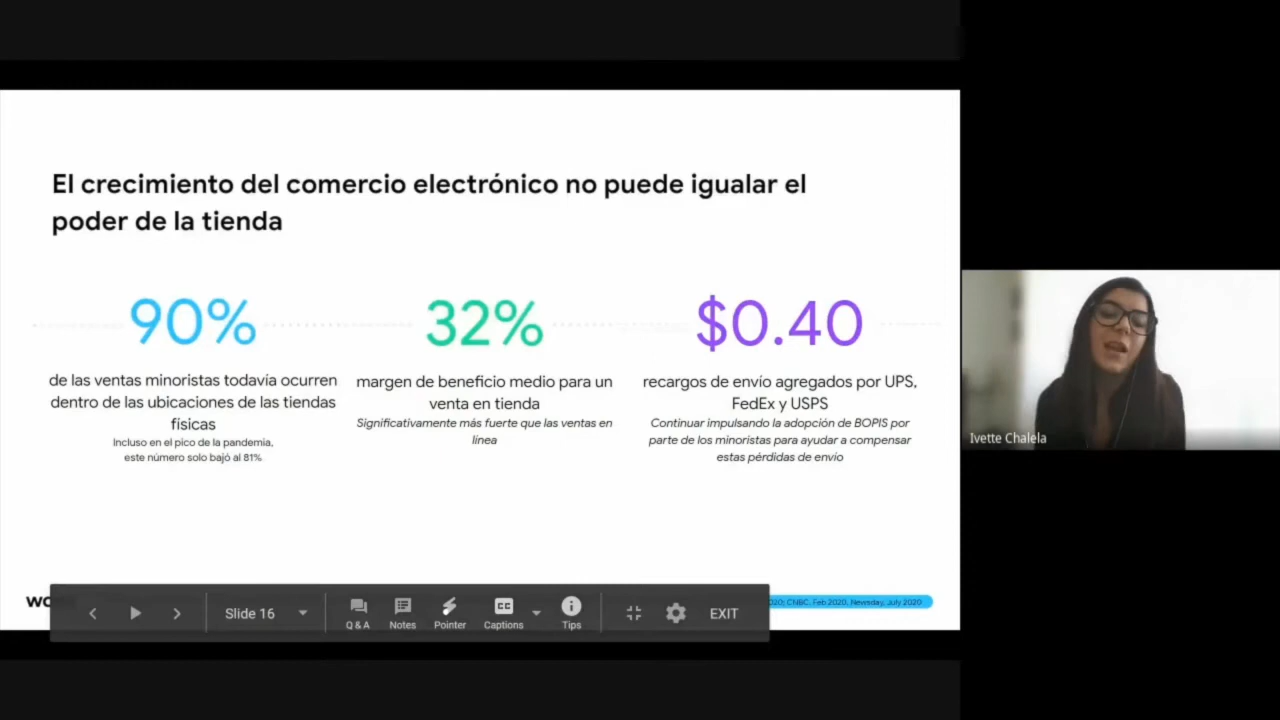 El crecimiento del comercio electrónico no puede igualar el
poder de la tienda
90%
de las ventas minoristas todavía ocurren
dentro de las ubicaciones de las tiendas
físicas
Incluso en el pico de la pandemia,
este número solo bajó al 81%
32%
margen de beneficio medio para un
venta en tienda
Significativamente más fuerte que las ventas en
línea
$0.40
recargos de envío agregados por UPS,
FedEx y USPS
Continuar impulsando la adopción de BOPIS por
parte de los minoristas para ayudar a compensar
estas pérdidas de envío
Ivette Chalela
CNBC, Feb 2020, Newsday, July 2020
Slide 16
Q & A
Notes
Pointer
CC
Captions
Tips
EXIT